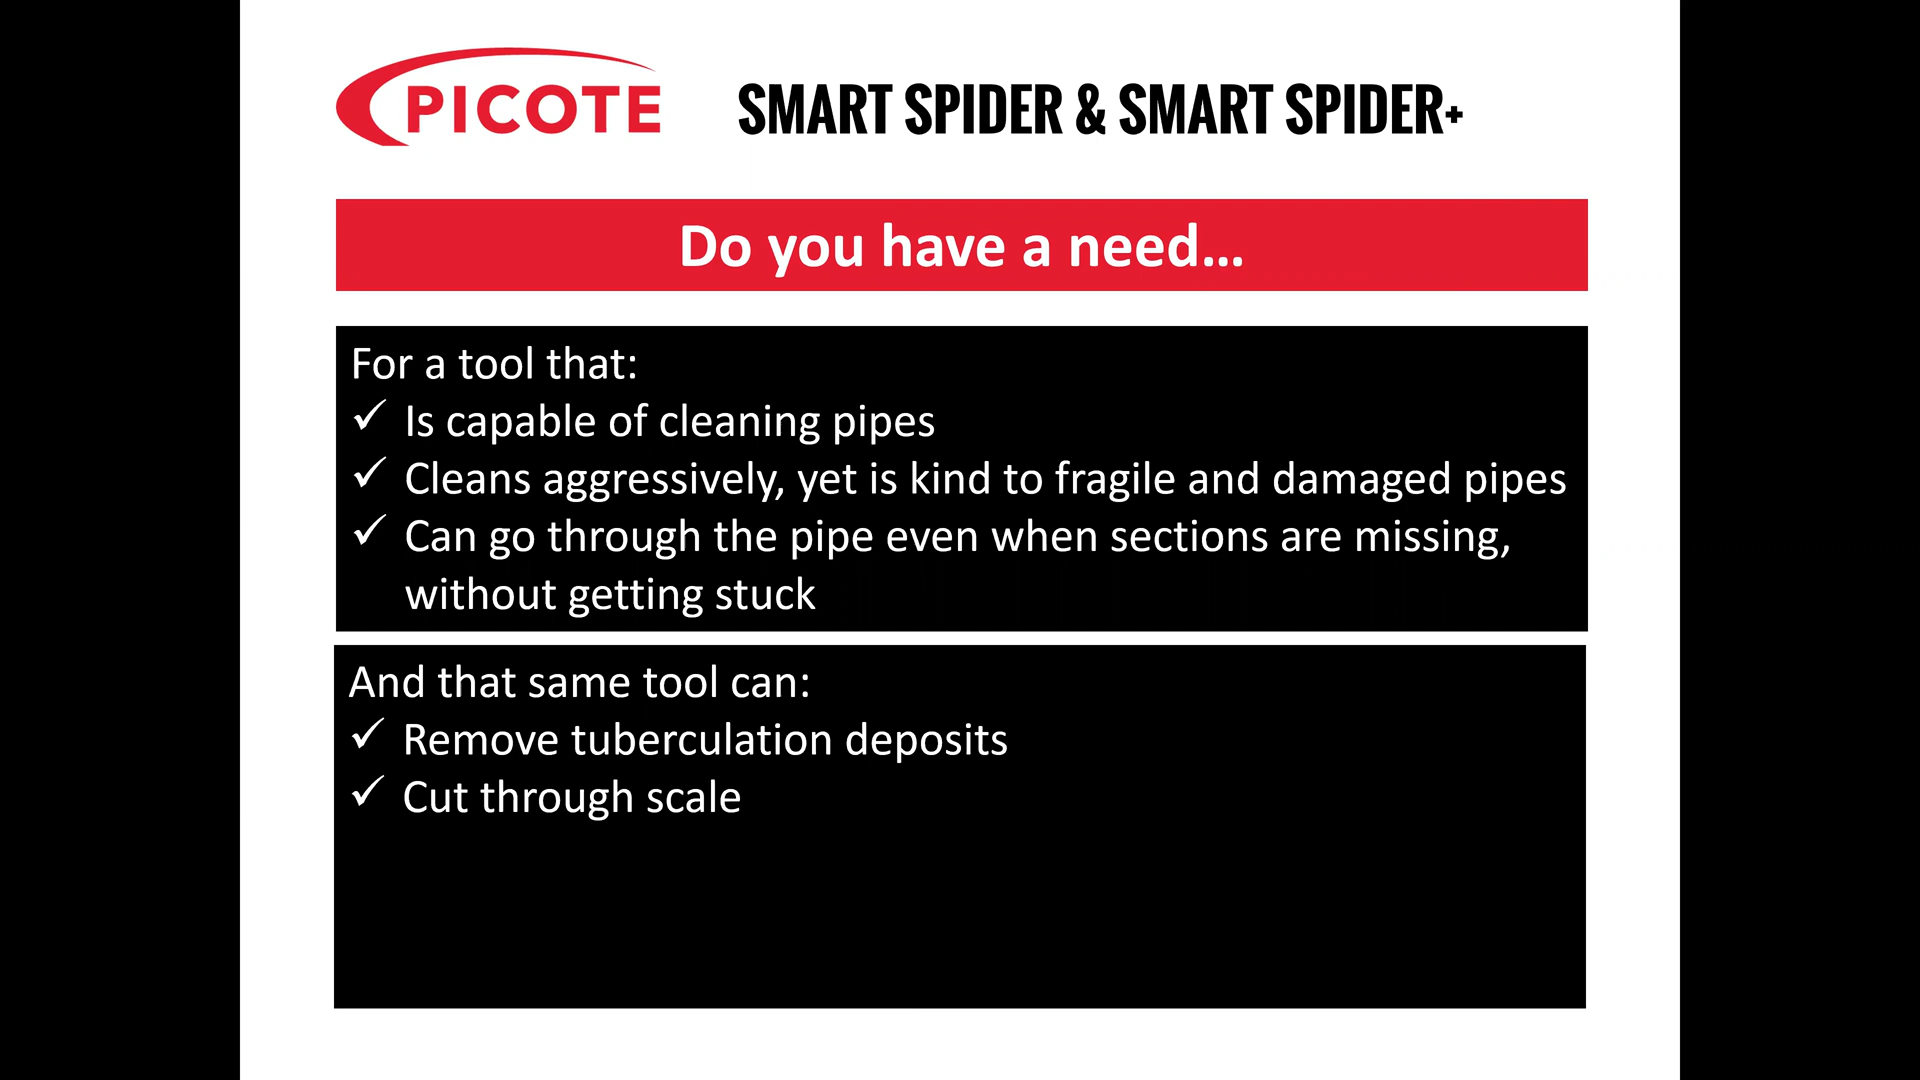 PICOTE
SMART SPIDER & SMART SPIDER+
Do you have a need...
For a tool that:
✓ Is capable of cleaning pipes
✓ Cleans aggressively, yet is kind to fragile and damaged pipes
✓ Can go through the pipe even when sections are missing,
without getting stuck
And that same tool can:
✓ Remove tuberculation deposits
✓ Cut through scale